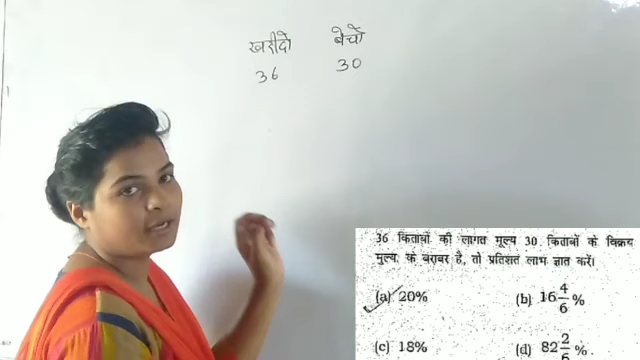 खरीदो बेचो
36 30
36 किताबों की लागत मूल्य 30 किताबों के विक्रय
मूल्य के बराबर है, तो प्रतिशत लाभ ज्ञात करें।
(a) 20% (b) 16 4/6 %
(c) 18% (d) 82 2/6 %